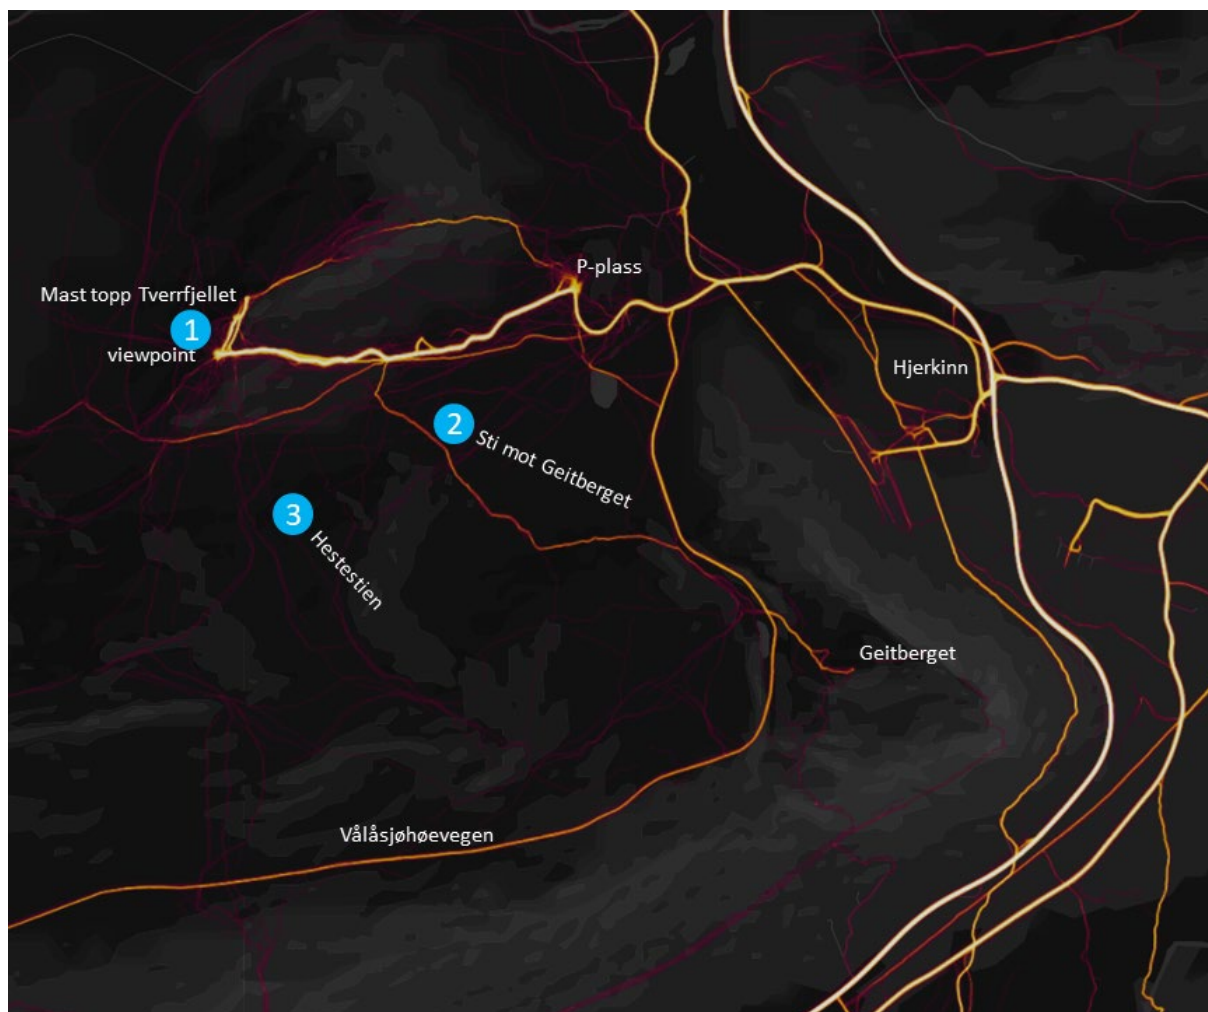 P-plass
Mast topp Tverrfjellet
1
viewpoint
Hjerkinn
2
Sti mot Geitberget
3
Hestestien
Geitberget
Vålåsjøhøevegen